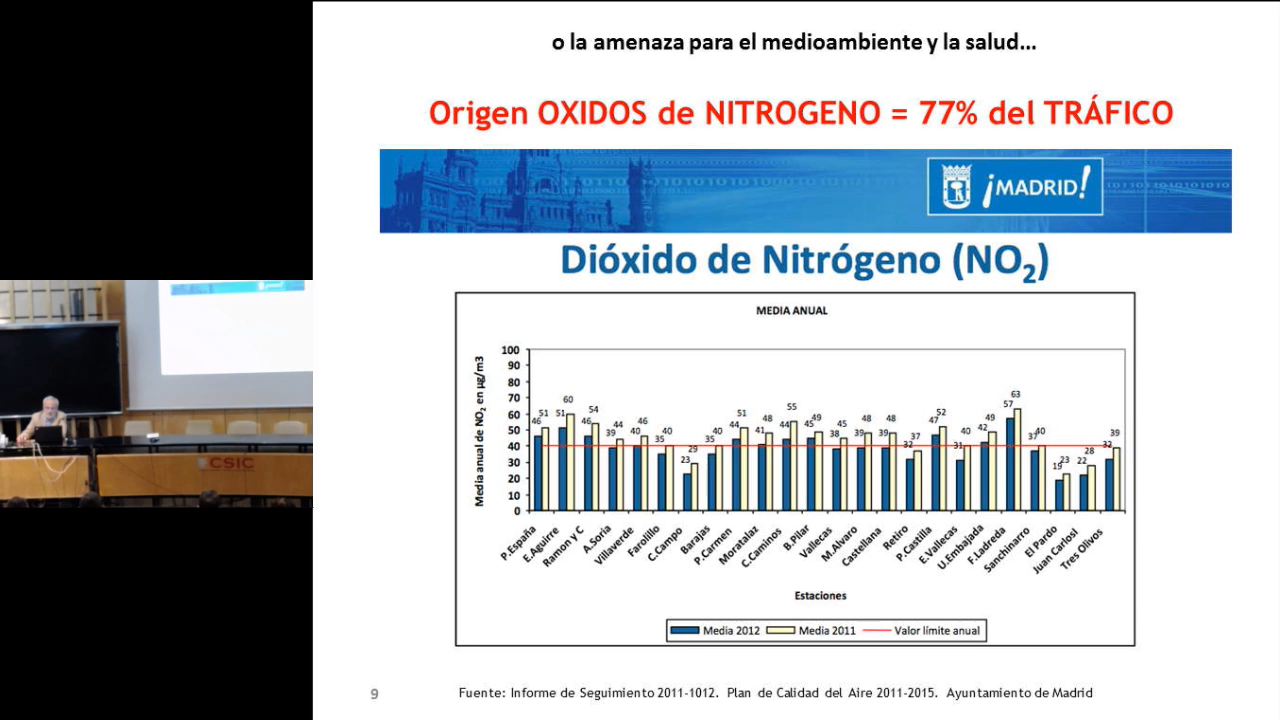 o la amenaza para el medioambiente y la salud...
Origen OXIDOS de NITROGENO = 77% del TRÁFICO
¡MADRID!
Dióxido de Nitrógeno (NO₂)
MEDIA ANUAL
Media anual de NO₂ en µg/m3
100
90
80
70
60
50
40
30
20
10
0
46 51
51 60
46 54
39 44
40 46
35 40
23 29
35 40
44 51
41 48
44 55
45 49
38 45
39 48
39 48
32 37
47 52
31 40
42 49
57 63
37 40
19 23
22 28
32 39
P.España
E.Aguirre
Ramon y C
A.Soria
Villaverde
Farolillo
C.Campo
Barajas
P.Carmen
Moratalaz
C.Caminos
B.Pilar
Vallecas
M.Alvaro
Castellana
Retiro
P.Castilla
E.Vallecas
U.Embajada
F.Ladreda
Sanchinarro
El Pardo
Juan CarlosI
Tres Olivos
Estaciones
Media 2012 Media 2011 Valor límite anual
9 Fuente: Informe de Seguimiento 2011-1012. Plan de Calidad del Aire 2011-2015. Ayuntamiento de Madrid
CSIC